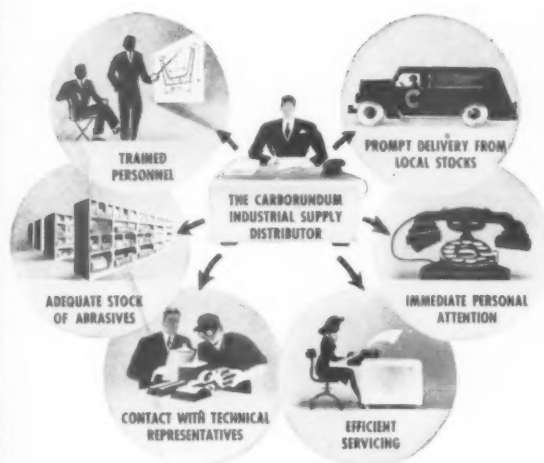 TRAINED
PERSONNEL
PROMPT DELIVERY FROM
LOCAL STOCKS
THE CARBORUNDUM
INDUSTRIAL SUPPLY
DISTRIBUTOR
ADEQUATE STOCK
OF ABRASIVES
IMMEDIATE PERSONAL
ATTENTION
CONTACT WITH TECHNICAL
REPRESENTATIVES
EFFICIENT
SERVICING